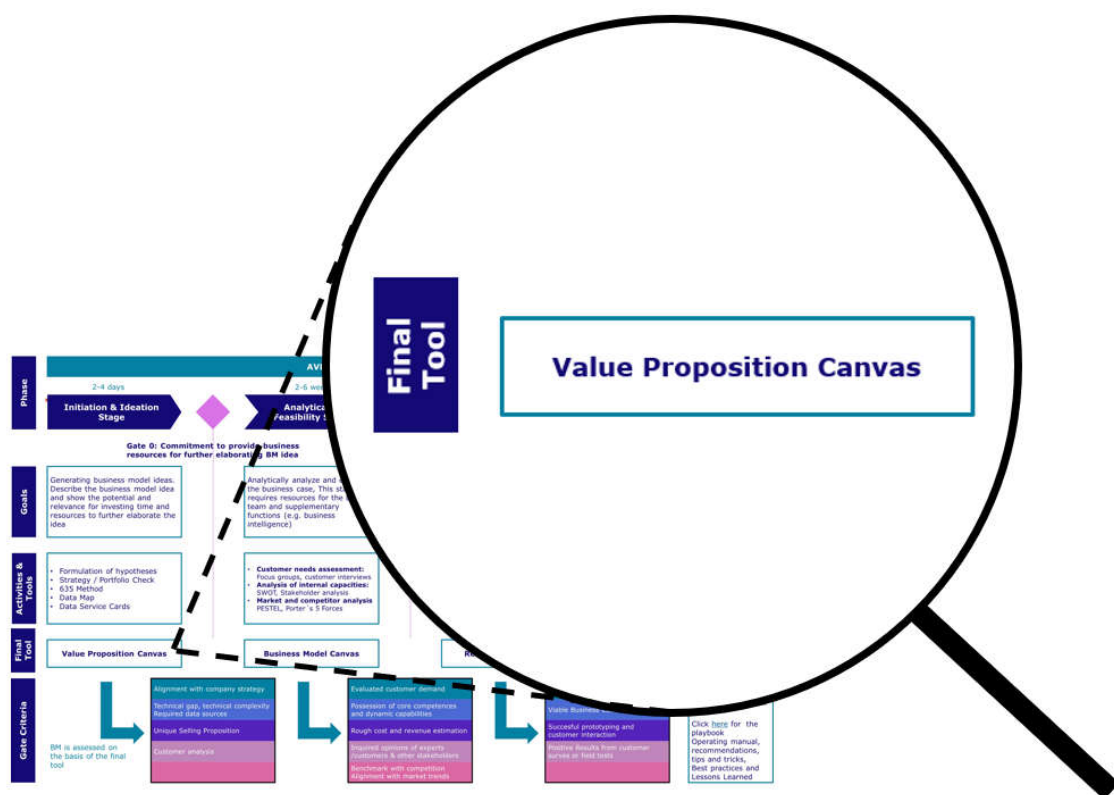 Final
Tool
Value Proposition Canvas
Phase
2-4 days
2-6
Initiation & Ideation
Stage
Gate 0: Commitment to provide business
resources for further elaborating BM idea
Goals
Generating business model ideas.
Describe the business model idea
and show the potential and
relevance for investing time and
resources to further elaborate the
idea
Analytically analyze and
the business case, This
requires resources for the
team and supplementary
functions (e.g. business
intelligence)
Activities &
Tools
• Formulation of hypotheses
• Strategy / Portfolio Check
• 635 Method
• Data Map
• Data Service Cards
• Customer needs assessment:
Focus groups, customer interviews
• Analysis of internal capacities:
SWOT, Stakeholder analysis
• Market and competitor analysis
PESTEL, Porter´s 5 Forces
Final
Tool
Value Proposition Canvas
Business Model Canvas
Gate Criteria
BM is assessed on
the basis of the final
tool
Alignment with company strategy
Technical gap, technical complexity
Required data sources
Unique Selling Proposition
Customer analysis
Evaluated customer demand
Possession of core competences
and dynamic capabilities
Rough cost and revenue estimation
Inquired opinions of experts
/customers & other stakeholders
Benchmark with competition
Alignment with market trends
Viable Business
Succesful prototyping and
customer interaction
Positive Results from customer
survey or field tests
Click here for the
playbook
Operating manual,
recommendations,
tips and tricks,
Best practices and
Lessons Learned